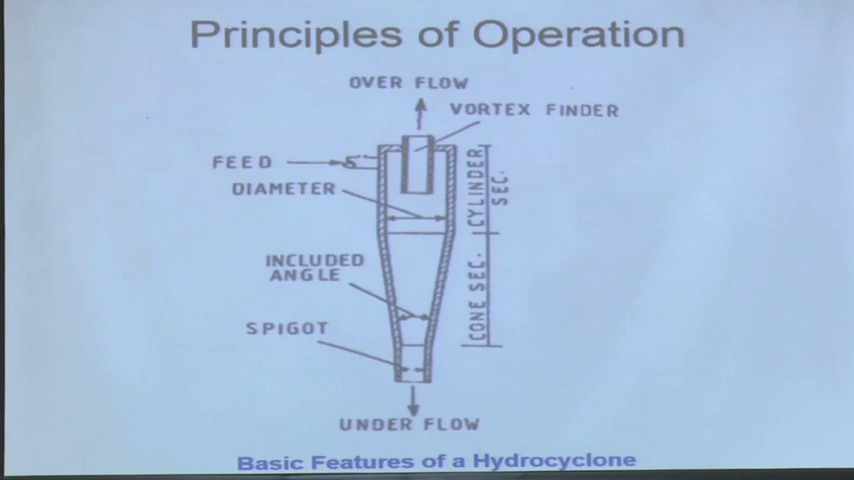 Principles of Operation
OVER FLOW
VORTEX FINDER
FEED
DIAMETER
CYLINDER
SEC.
INCLUDED
ANGLE
CONE SEC.
SPIGOT
UNDER FLOW
Basic Features of a Hydrocyclone